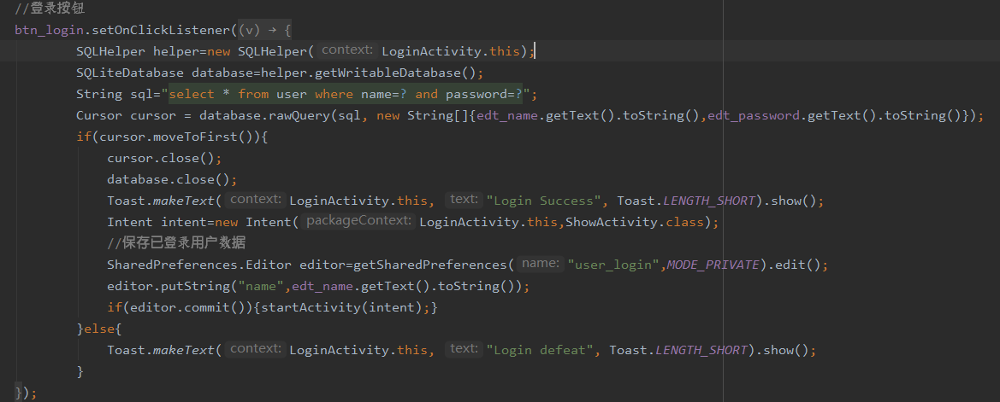 //登录按钮
btn_login.setOnClickListener((v) → {
SQLHelper helper=new SQLHelper( context: LoginActivity.this);
SQLiteDatabase database=helper.getWritableDatabase();
String sql="select * from user where name=? and password=?";
Cursor cursor = database.rawQuery(sql, new String[]{edt_name.getText().toString(),edt_password.getText().toString()});
if(cursor.moveToFirst()){
cursor.close();
database.close();
Toast.makeText( context: LoginActivity.this, text: "Login Success", Toast.LENGTH_SHORT).show();
Intent intent=new Intent( packageContext: LoginActivity.this,ShowActivity.class);
//保存已登录用户数据
SharedPreferences.Editor editor=getSharedPreferences( name: "user_login",MODE_PRIVATE).edit();
editor.putString("name",edt_name.getText().toString());
if(editor.commit()){startActivity(intent);}
}else{
Toast.makeText( context: LoginActivity.this, text: "Login defeat", Toast.LENGTH_SHORT).show();
}
});